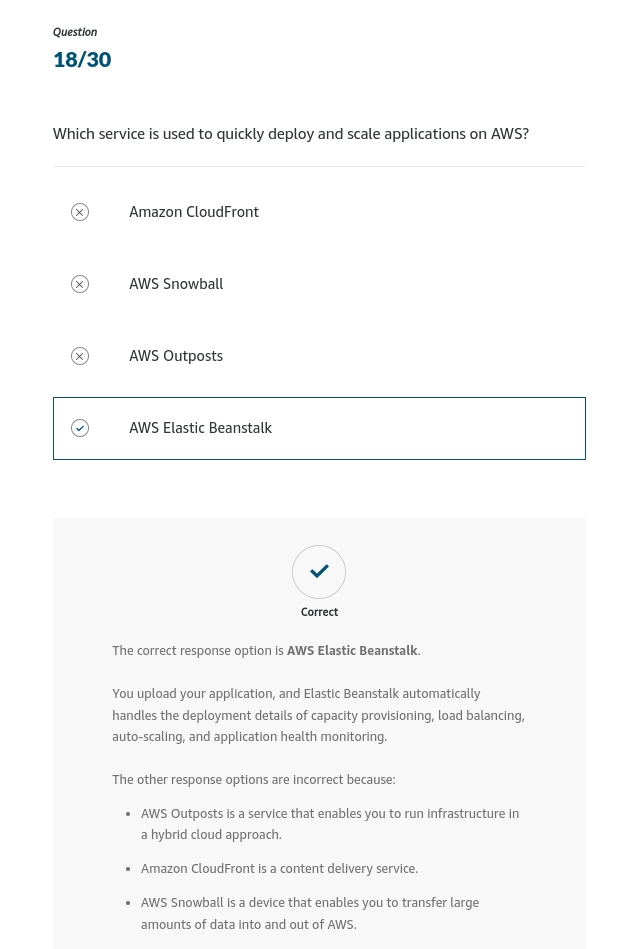 Question
18/30
Which service is used to quickly deploy and scale applications on AWS?
Amazon CloudFront
AWS Snowball
AWS Outposts
AWS Elastic Beanstalk
Correct
The correct response option is AWS Elastic Beanstalk.
You upload your application, and Elastic Beanstalk automatically
handles the deployment details of capacity provisioning, load balancing,
auto-scaling, and application health monitoring.
The other response options are incorrect because:
• AWS Outposts is a service that enables you to run infrastructure in
a hybrid cloud approach.
• Amazon CloudFront is a content delivery service.
• AWS Snowball is a device that enables you to transfer large
amounts of data into and out of AWS.